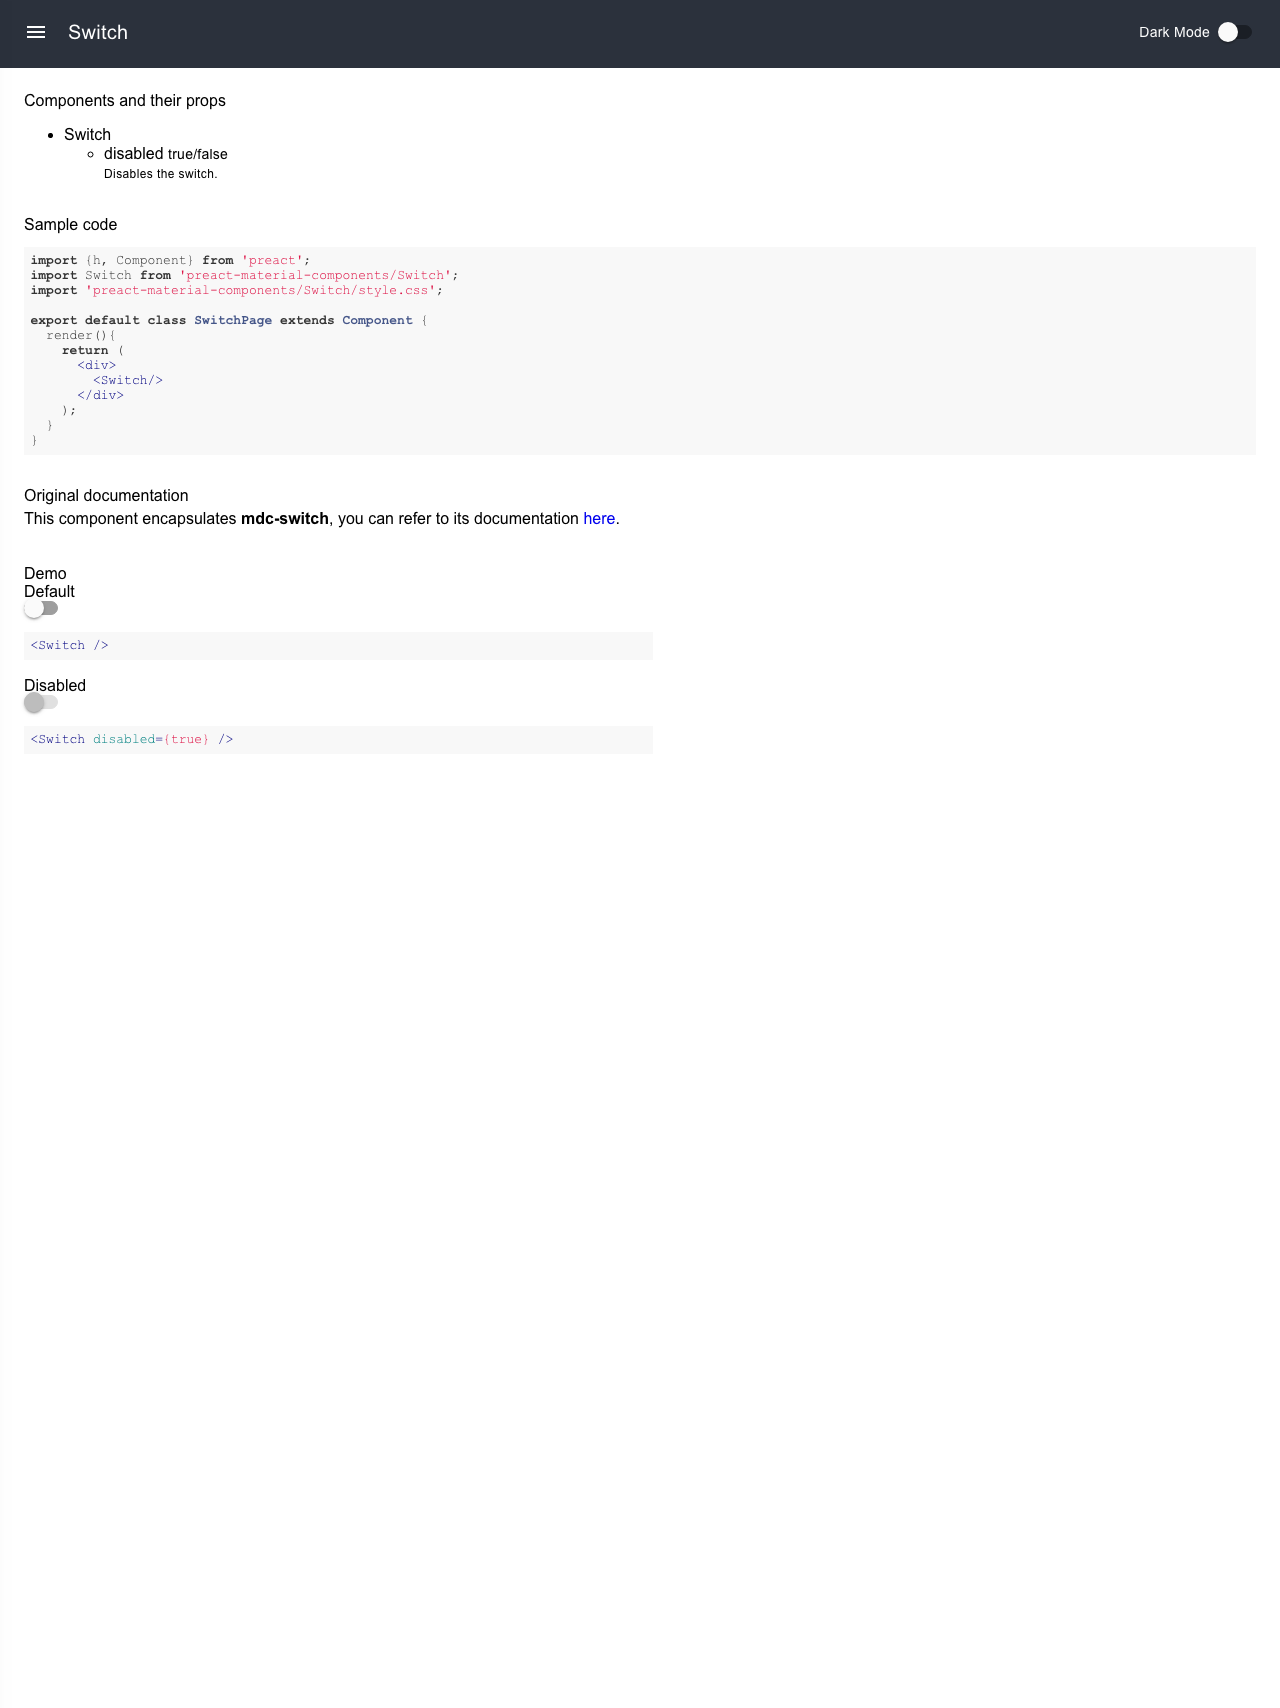 Switch
Dark Mode
Components and their props
Switch
disabled true/false
Disables the switch.
Sample code
import {h, Component} from 'preact';
import Switch from 'preact-material-components/Switch';
import 'preact-material-components/Switch/style.css';
export default class SwitchPage extends Component {
render(){
return (
<div>
<Switch/>
</div>
);
}
}
Original documentation
This component encapsulates mdc-switch, you can refer to its documentation here.
Demo
Default
<Switch />
Disabled
<Switch disabled={true} />